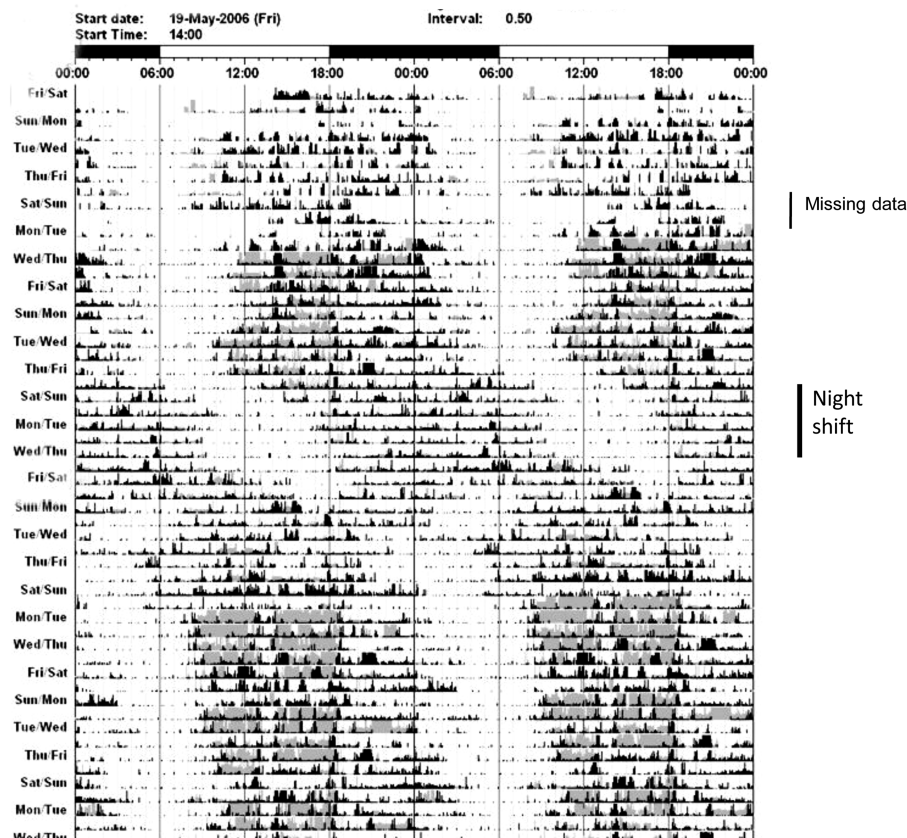 Start date: 19-May-2006 (Fri) Interval: 0.50
Start Time: 14:00
00:00 06:00 12:00 18:00 00:00 06:00 12:00 18:00 00:00
Fri/Sat
Sun/Mon
Tue/Wed
Thu/Fri
Sat/Sun
Missing data
Mon/Tue
Wed/Thu
Fri/Sat
Sun/Mon
Tue/Wed
Thu/Fri
Sat/Sun
Night
shift
Mon/Tue
Wed/Thu
Fri/Sat
Sun/Mon
Tue/Wed
Thu/Fri
Sat/Sun
Mon/Tue
Wed/Thu
Fri/Sat
Sun/Mon
Tue/Wed
Thu/Fri
Sat/Sun
Mon/Tue
Wed/Thu